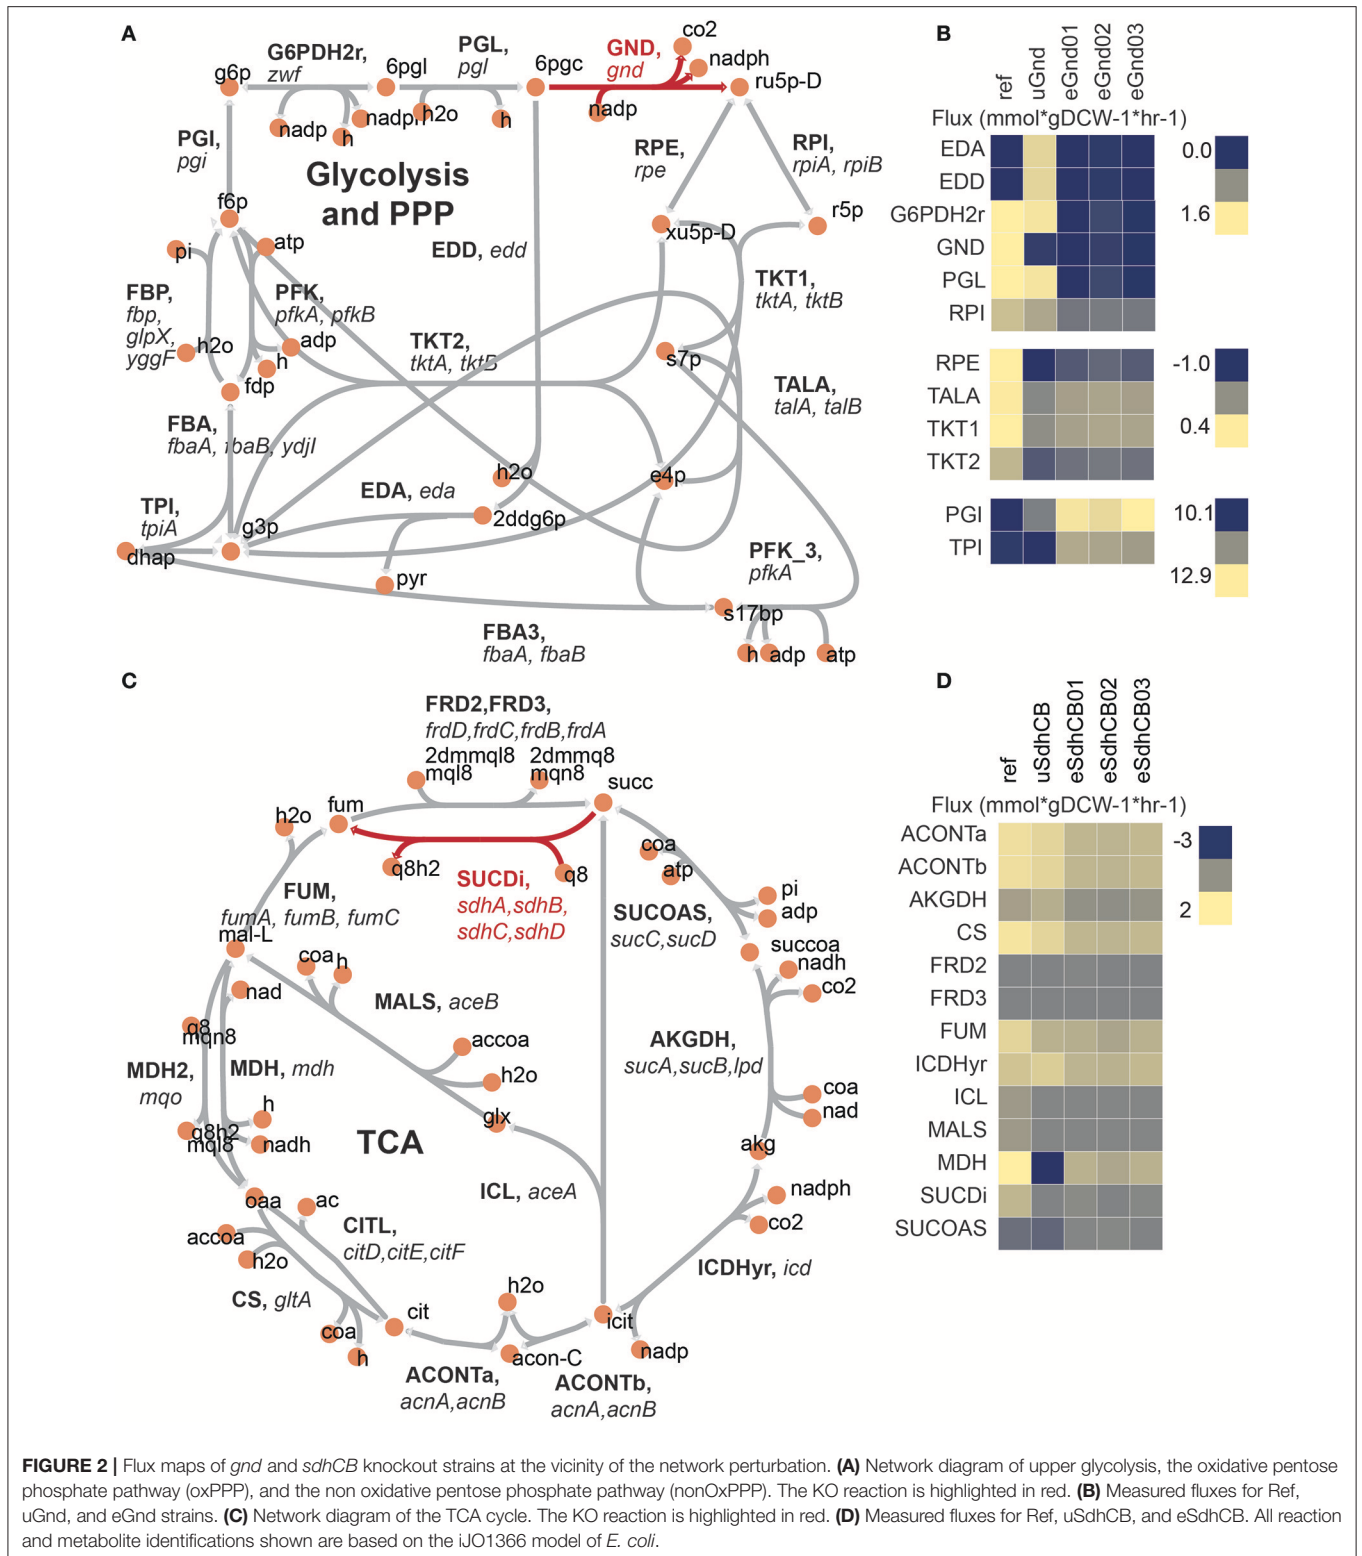 A
G6PDH2r,
zwf
PGL,
pgl
GND,
gnd
co2
nadph
g6p
6pgl
6pgc
ru5p-D
nadp
h
nadph
h2o
h
nadp
PGI,
pgi
Glycolysis
and PPP
RPE,
rpe
RPI,
rpiA, rpiB
f6p
xu5p-D
r5p
pi
atp
EDD, edd
FBP,
fbp,
glpX,
yggF
PFK,
pfkA, pfkB
TKT1,
tktA, tktB
h2o
adp
h
TKT2,
tktA, tktB
s7p
fdp
TALA,
talA, talB
FBA,
fbaA, fbaB, ydjI
h2o
e4p
EDA, eda
TPI,
tpiA
g3p
2ddg6p
dhap
pyr
PFK_3,
pfkA
s17bp
FBA3,
fbaA, fbaB
h
adp
atp
B
ref
uGnd
eGnd01
eGnd02
eGnd03
Flux (mmol*gDCW-1*hr-1)
EDA
EDD
G6PDH2r
GND
PGL
RPI
0.0
1.6
RPE
TALA
TKT1
TKT2
-1.0
0.4
PGI
TPI
10.1
12.9
C
FRD2,FRD3,
frdD,frdC,frdB,frdA
2dmmql8
mql8
2dmmq8
mqn8
succ
fum
h2o
q8h2
q8
SUCDi,
sdhA,sdhB,
sdhC,sdhD
coa
atp
pi
adp
FUM,
fumA, fumB, fumC
SUCOAS,
sucC,sucD
mal-L
succoa
nadh
co2
coa
h
nad
MALS, aceB
q8
mqn8
accoa
AKGDH,
sucA,sucB,lpd
MDH2,
mqo
MDH, mdh
h2o
coa
nad
h
glx
q8h2
mql8
nadh
TCA
akg
ICL, aceA
nadph
oaa
ac
co2
accoa
CITL,
citD,citE,citF
h2o
ICDHyr, icd
CS, gltA
h2o
cit
icit
coa
h
acon-C
nadp
ACONTa,
acnA,acnB
ACONTb,
acnA,acnB
D
ref
uSdhCB
eSdhCB01
eSdhCB02
eSdhCB03
Flux (mmol*gDCW-1*hr-1)
ACONTa
ACONTb
AKGDH
CS
FRD2
FRD3
FUM
ICDHyr
ICL
MALS
MDH
SUCDi
SUCOAS
-3
2
FIGURE 2 | Flux maps of gnd and sdhCB knockout strains at the vicinity of the network perturbation. (A) Network diagram of upper glycolysis, the oxidative pentose
phosphate pathway (oxPPP), and the non oxidative pentose phosphate pathway (nonOxPPP). The KO reaction is highlighted in red. (B) Measured fluxes for Ref,
uGnd, and eGnd strains. (C) Network diagram of the TCA cycle. The KO reaction is highlighted in red. (D) Measured fluxes for Ref, uSdhCB, and eSdhCB. All reaction
and metabolite identifications shown are based on the iJO1366 model of E. coli.